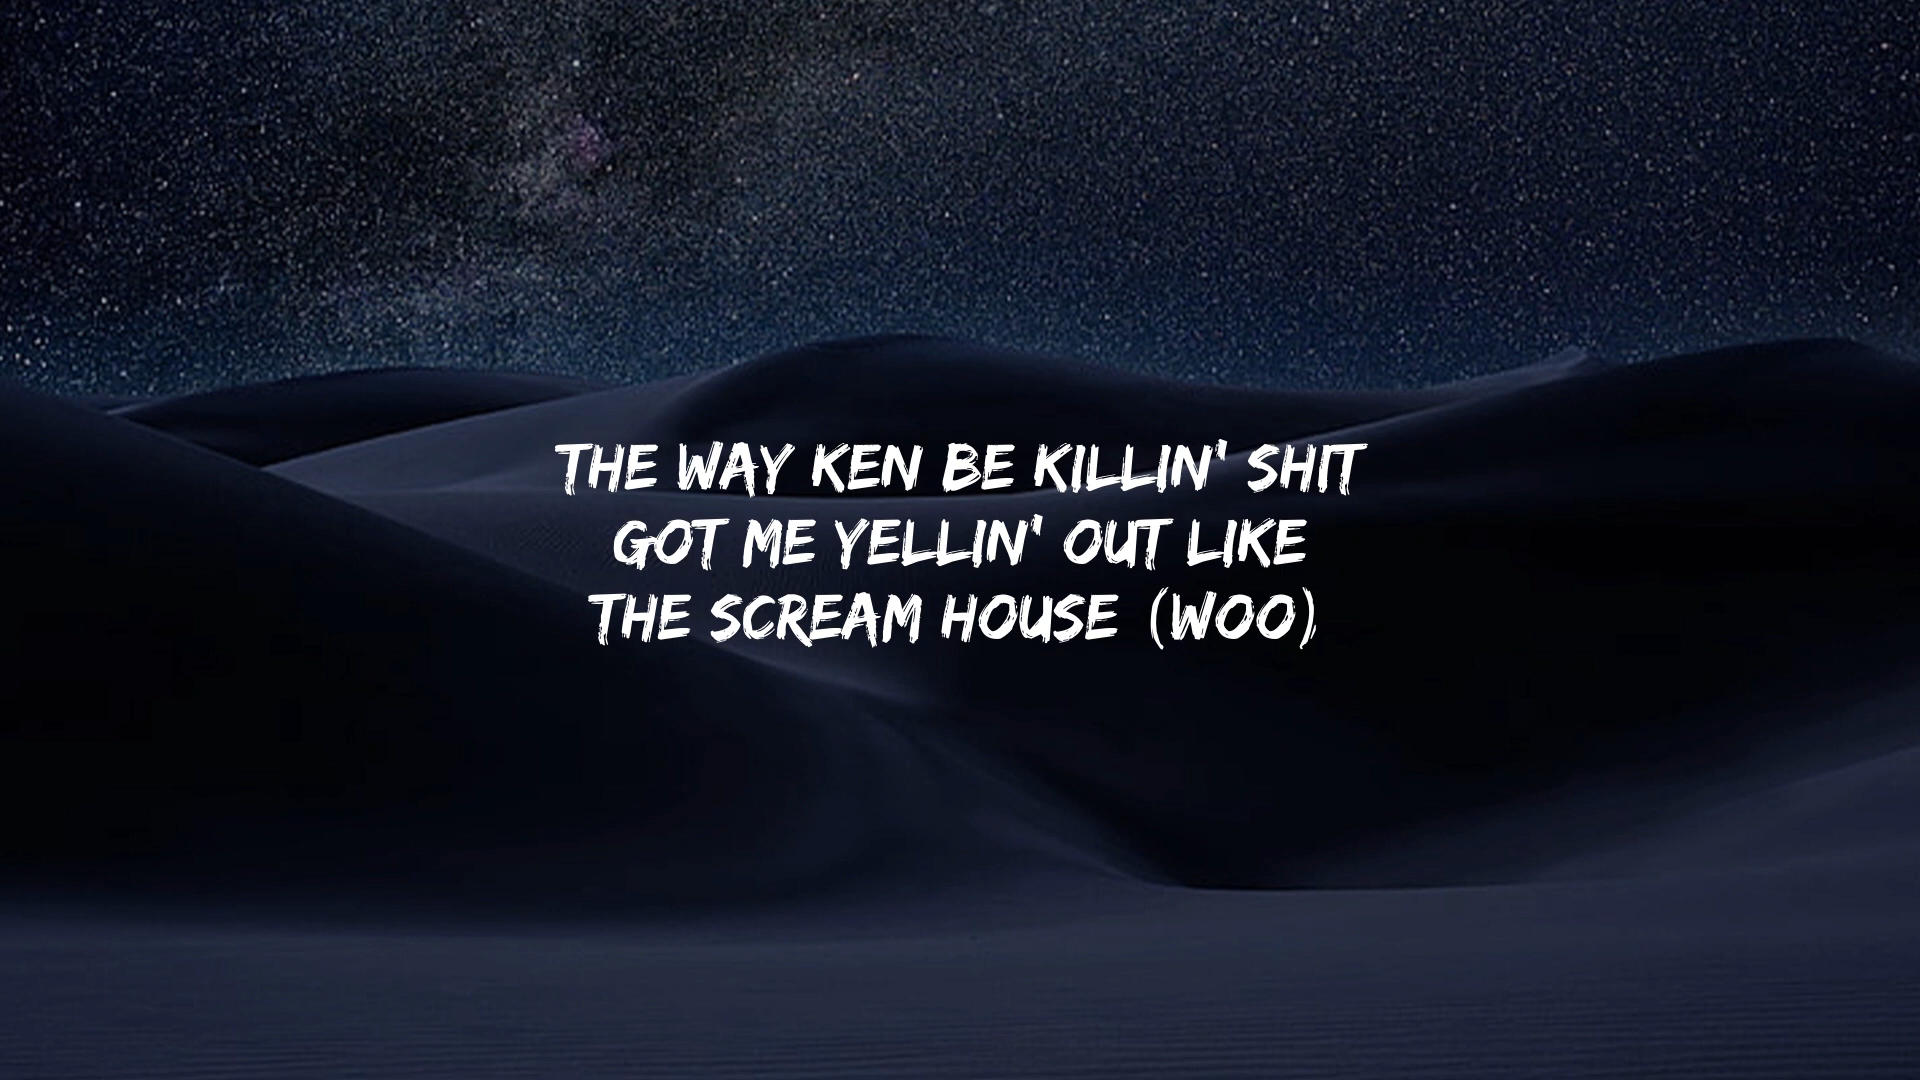 THE WAY KEN BE KILLIN' SHIT
GOT ME YELLIN' OUT LIKE
THE SCREAM HOUSE (WOO)